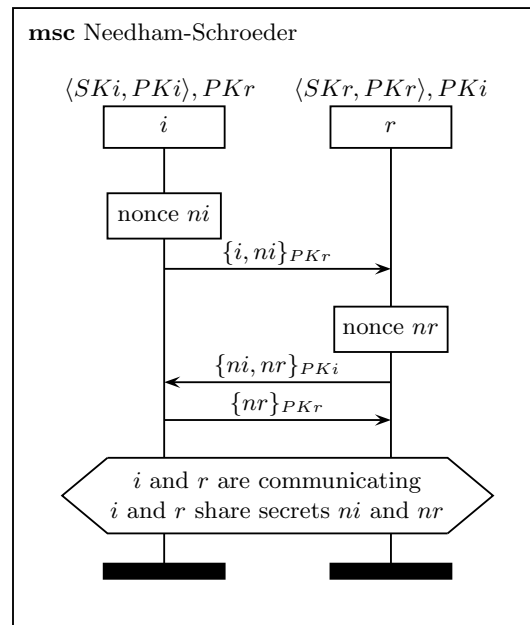 msc Needham-Schroeder
⟨SKi, PKi⟩, PKr
⟨SKr, PKr⟩, PKi
i
r
nonce ni
{i, ni}PKr
nonce nr
{ni, nr}PKi
{nr}PKr
i and r are communicating
i and r share secrets ni and nr